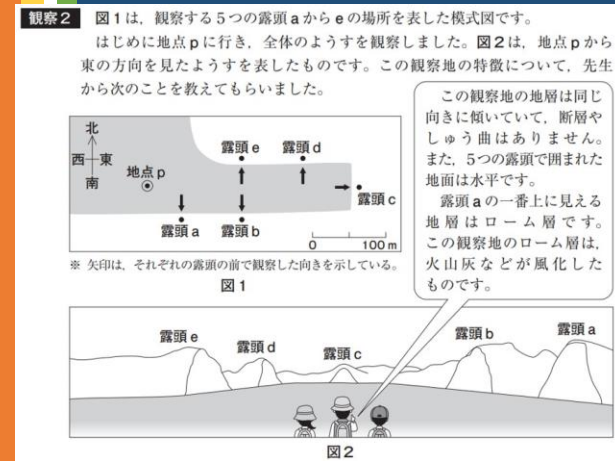 観察2 図1は，観察する5つの露頭aからeの場所を表した模式図です。
はじめに地点pに行き，全体のようすを観察しました。図2は，地点pから
東の方向を見たようすを表したものです。この観察地の特徴について，先生
から次のことを教えてもらいました。
この観察地の地層は同じ
向きに傾いていて，断層や
しゅう曲はありません。
また，5つの露頭で囲まれた
地面は水平です。
露頭aの一番上に見える
地層はローム層です。
この観察地のローム層は，
火山灰などが風化した
ものです。
北
西 東
南
地点p
露頭e 露頭d
露頭c
露頭a 露頭b
0 100m
※ 矢印は，それぞれの露頭の前で観察した向きを示している。
図1
露頭e 露頭d 露頭c 露頭b 露頭a
図2